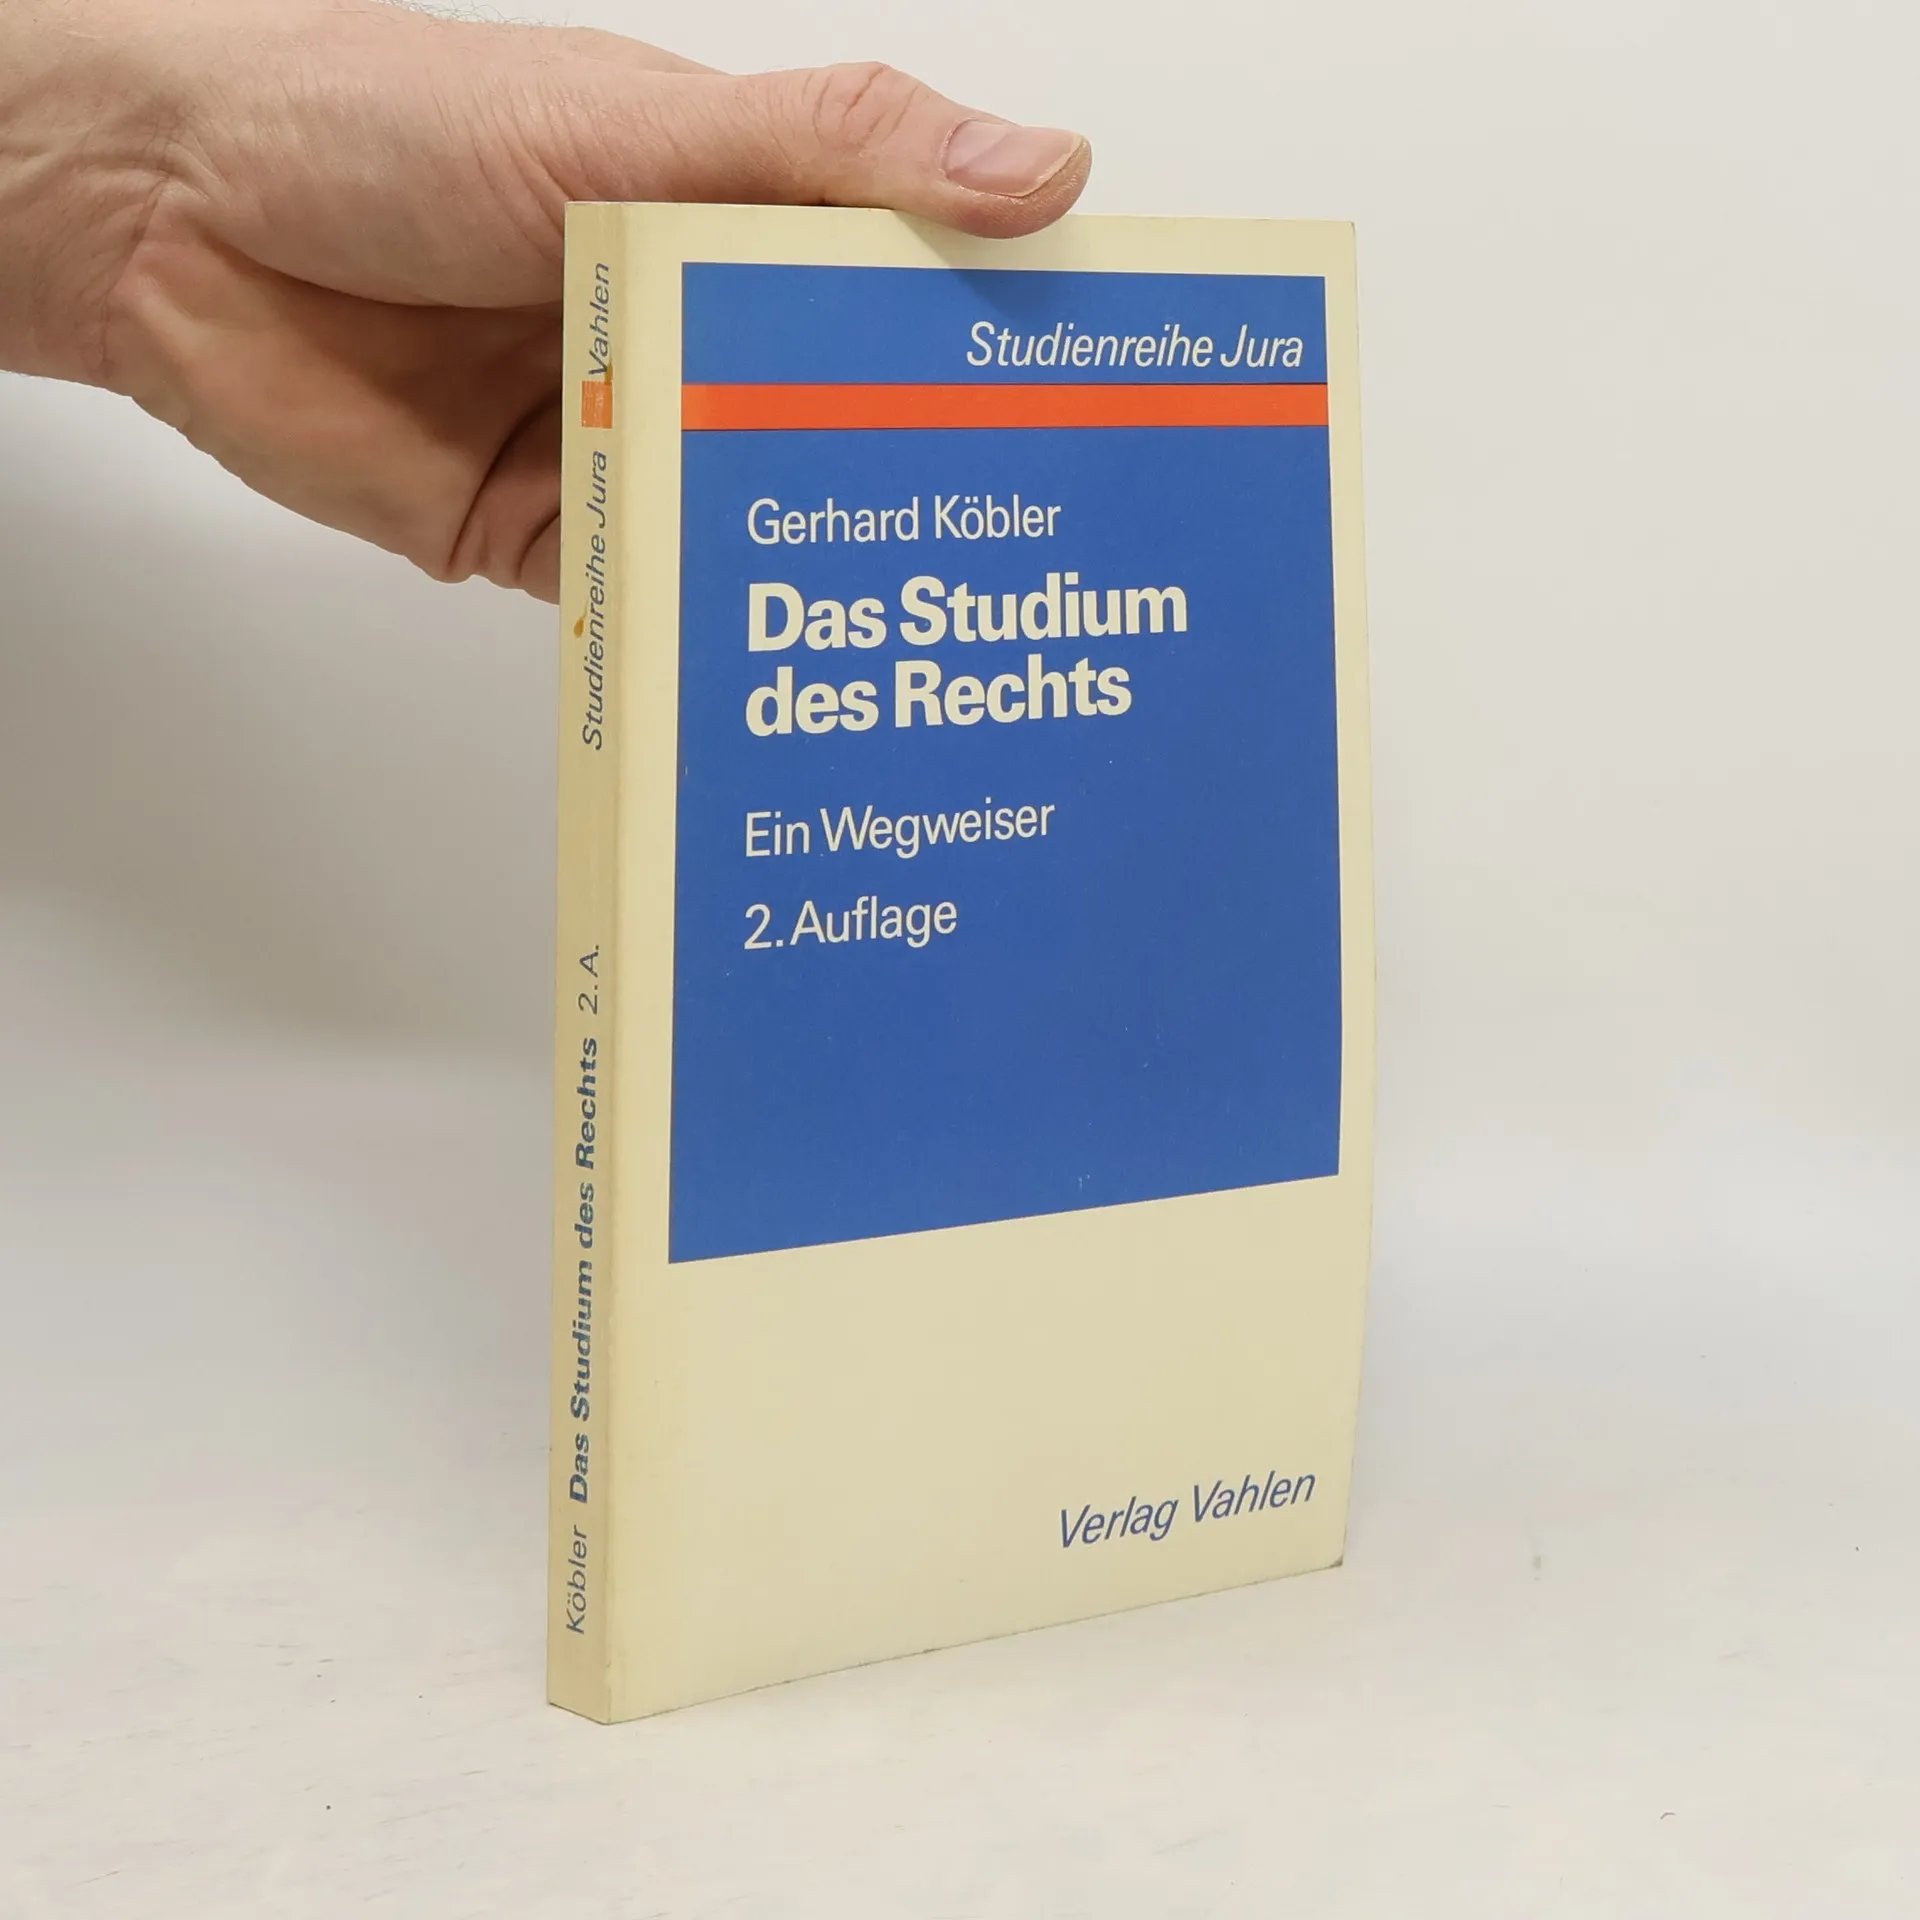 Studienreihe Jura
Gerhard Köbler
Das Studium
des Rechts
Ein Wegweiser
2. Auflage
Verlag Vahlen
Köbler Das Studium des Rechts 2. A. Studienreihe Jura Vahlen